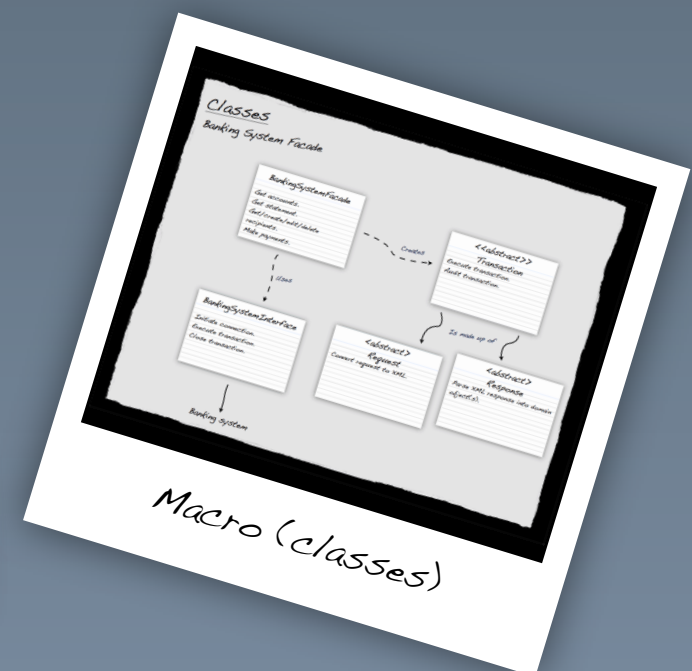 Classes
Banking System Facade
BankingSystemFacade
Get accounts.
Get statement.
Get/create/edit/delete
recipients.
Make payments.
Creates
<<abstract>>
Transaction
Execute transaction.
Audit transaction.
Uses
BankingSystemInterface
Initiate connection.
Execute transaction.
Close transaction.
Is made up of
<abstract>
Request
Convert request to XML.
<abstract>
Response
Parse XML response into domain
object(s).
Banking system
Macro (classes)